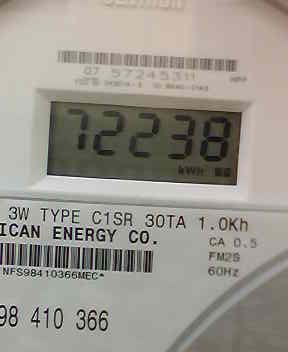 07 57245311
72238
kWh
3W TYPE C1SR 30TA 1.0Kh
ICAN ENERGY CO.
CA 0.5
FM2S
60Hz
NFS98410366MEC*
98 410 366